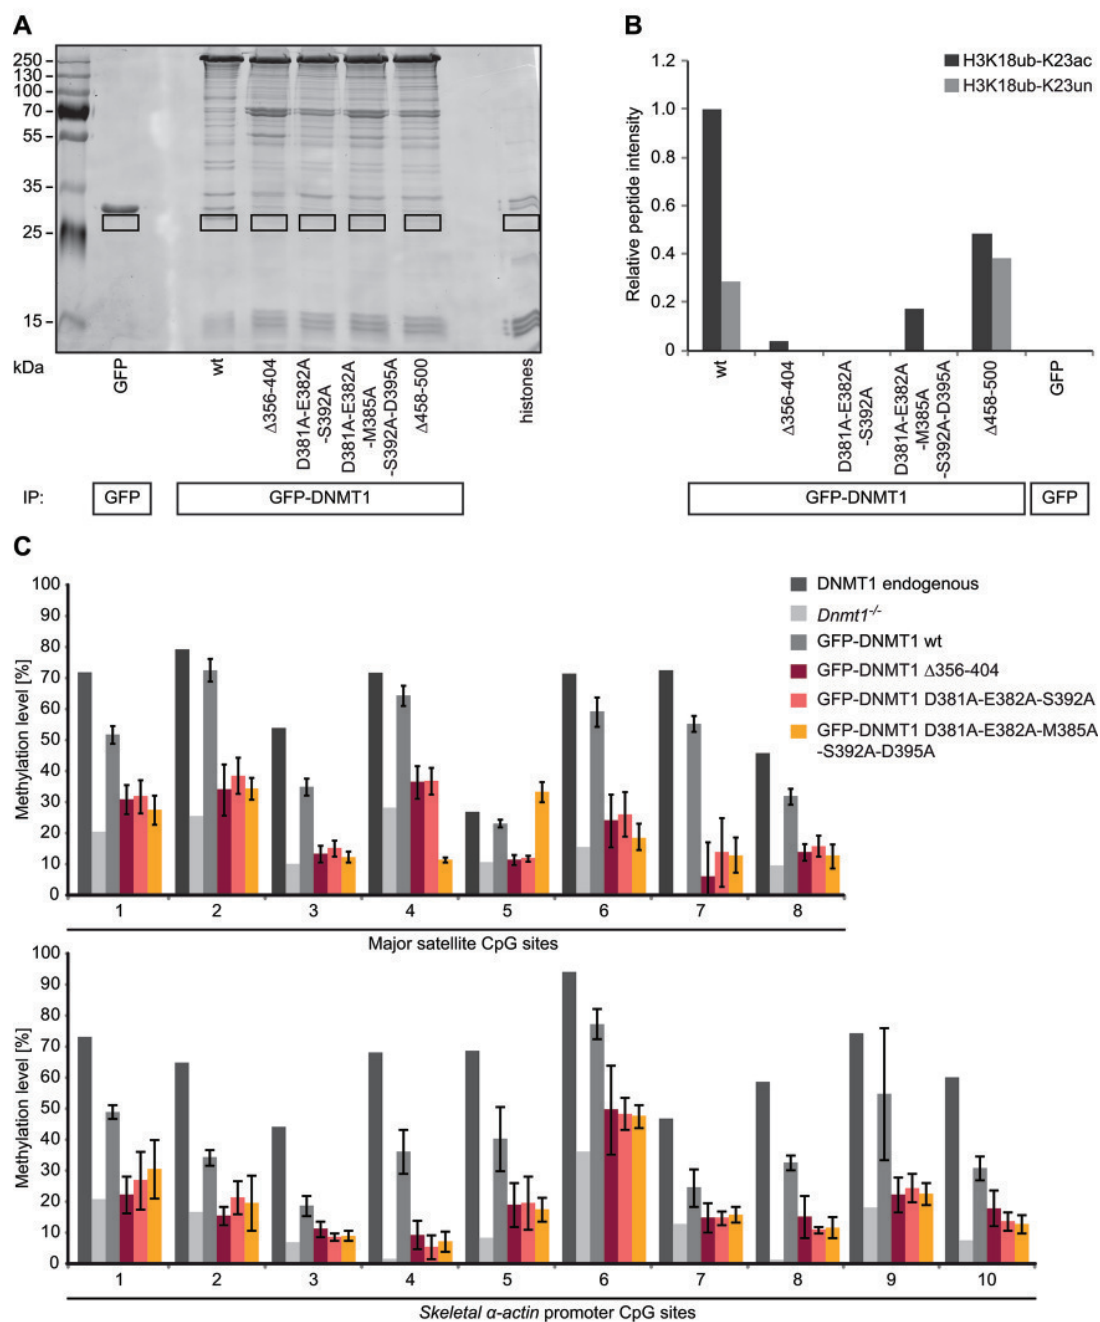 A
250
130
100
70
55
35
25
15
kDa
GFP
wt
Δ356-404
D381A-E382A
-S392A
D381A-E382A
-M385A
-S392A-D395A
Δ458-500
histones
IP:
GFP
GFP-DNMT1
B
H3K18ub-K23ac
H3K18ub-K23un
Relative peptide intensity
1.2
1.0
0.8
0.6
0.4
0.2
0
wt
Δ356-404
D381A-E382A
-S392A
D381A-E382A
-M385A
-S392A-D395A
Δ458-500
GFP
GFP-DNMT1
GFP
C
Methylation level [%]
100
90
80
70
60
50
40
30
20
10
0
1 2 3 4 5 6 7 8
Major satellite CpG sites
DNMT1 endogenous
Dnmt1-/-
GFP-DNMT1 wt
GFP-DNMT1 Δ356-404
GFP-DNMT1 D381A-E382A-S392A
GFP-DNMT1 D381A-E382A-M385A
-S392A-D395A
Methylation level [%]
100
90
80
70
60
50
40
30
20
10
0
1 2 3 4 5 6 7 8 9 10
Skeletal α-actin promoter CpG sites